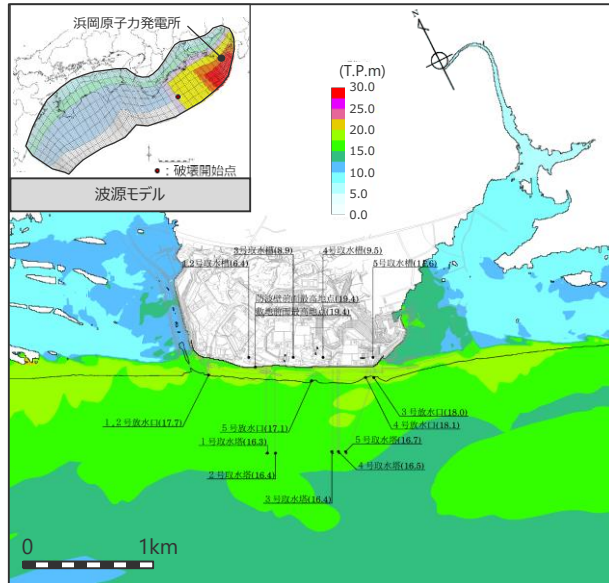 浜岡原子力発電所
●：破壊開始点
波源モデル
N
(T.P.m)
30.0
25.0
20.0
15.0
10.0
5.0
0.0
3号取水槽(8.9)
4号取水槽(9.5)
1,2号取水槽(6.4)
5号取水槽(11.6)
防波壁前面最高地点(19.4)
敷地前面最高地点(19.4)
1,2号放水口(17.7)
5号放水口(17.1)
3号放水口(18.0)
4号放水口(18.1)
1号取水塔(16.3)
5号取水塔(16.7)
2号取水塔(16.4)
4号取水塔(16.5)
3号取水塔(16.4)
0
1km